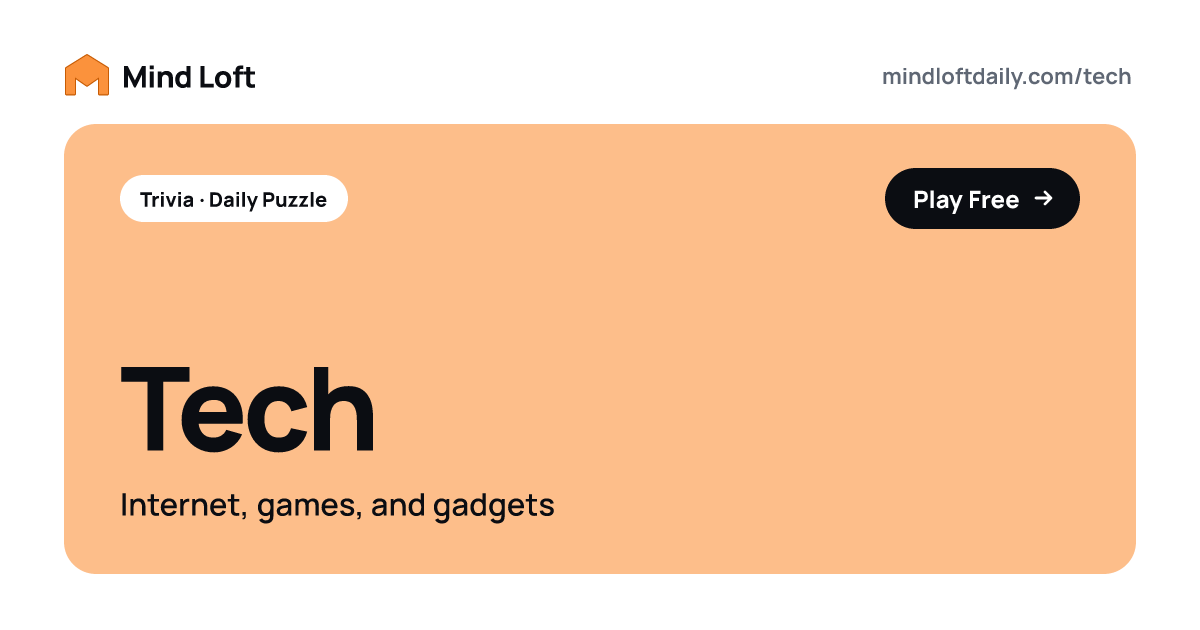 Mind Loft
mindloftdaily.com/tech
Trivia · Daily Puzzle
Play Free →
Tech
Internet, games, and gadgets